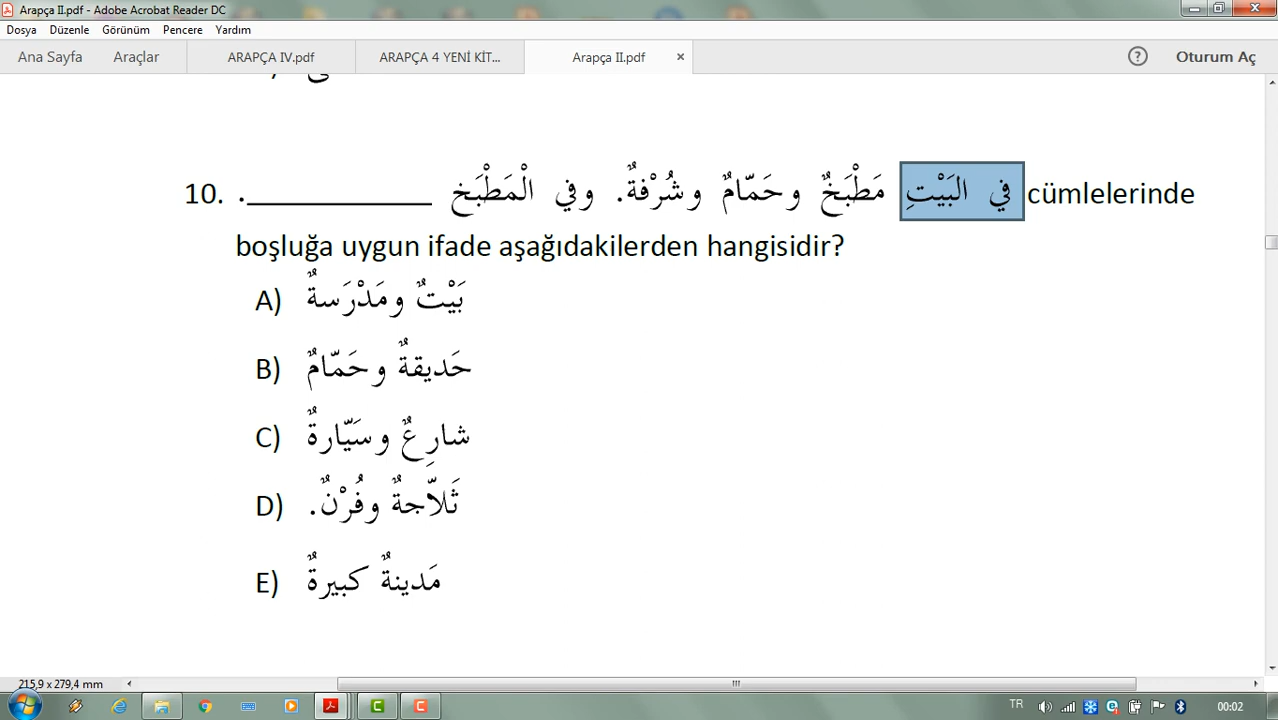 Arapça II.pdf - Adobe Acrobat Reader DC
Dosya Düzenle Görünüm Pencere Yardım
Ana Sayfa Araçlar ARAPÇA IV.pdf ARAPÇA 4 YENİ KİT... Arapça II.pdf × ? Oturum Aç
10. في البَيْتِ مَطْبَخٌ وحَمّامٌ وشُرْفةٌ. وفي الْمَطْبَخ __________. cümlelerinde
boşluğa uygun ifade aşağıdakilerden hangisidir?
A) بَيْتٌ ومَدْرَسةٌ
B) حَديقةٌ وحَمّامٌ
C) شارِعٌ وسَيّارةٌ
D) ثَلاّجةٌ وفُرْنٌ.
E) مَدينةٌ كبيرةٌ
215,9 x 279,4 mm
TR 00:02